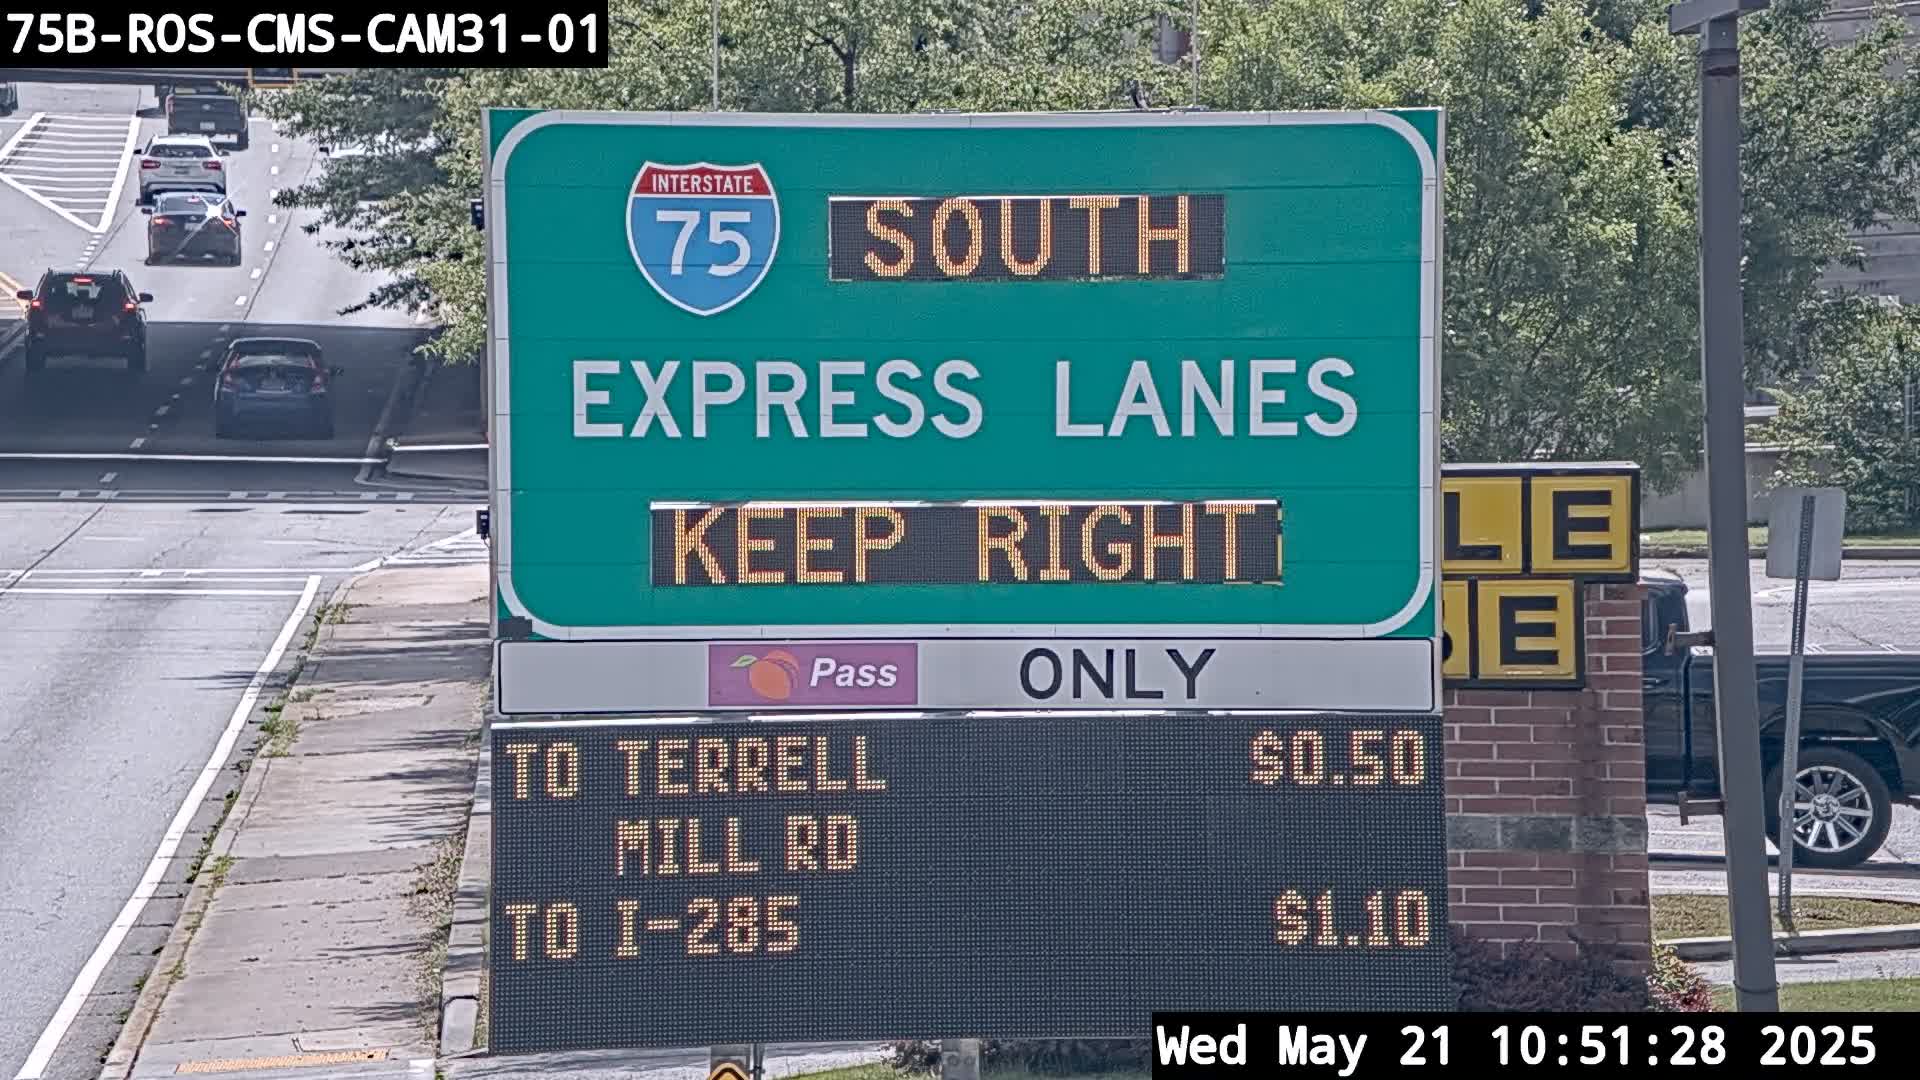 75B-ROS-CMS-CAM31-01
INTERSTATE
75
SOUTH
EXPRESS LANES
KEEP RIGHT
Pass ONLY
TO TERRELL $0.50
MILL RD
TO I-285 $1.10
LE
E
Wed May 21 10:51:28 2025